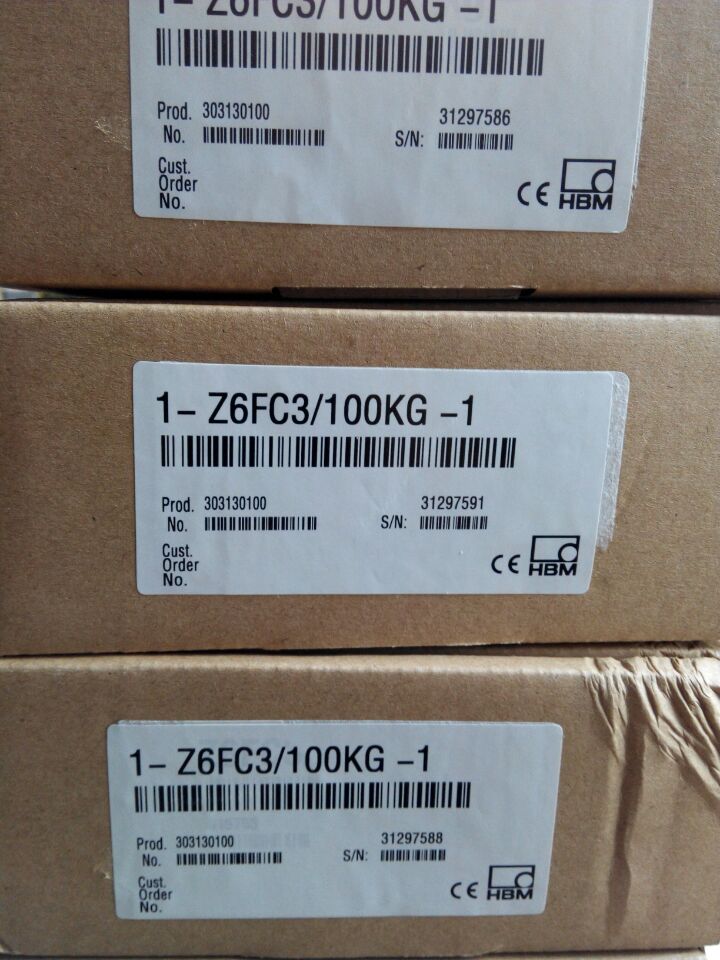 1- Z6FC3/100KG -1
Prod. 303130100 31297586
No. S/N:
Cust.
Order
No.
CE HBM
1- Z6FC3/100KG -1
Prod. 303130100 31297591
No. S/N:
Cust.
Order
No.
CE HBM
1- Z6FC3/100KG -1
Prod. 303130100 31297588
No. S/N:
Cust.
Order
No.
CE HBM